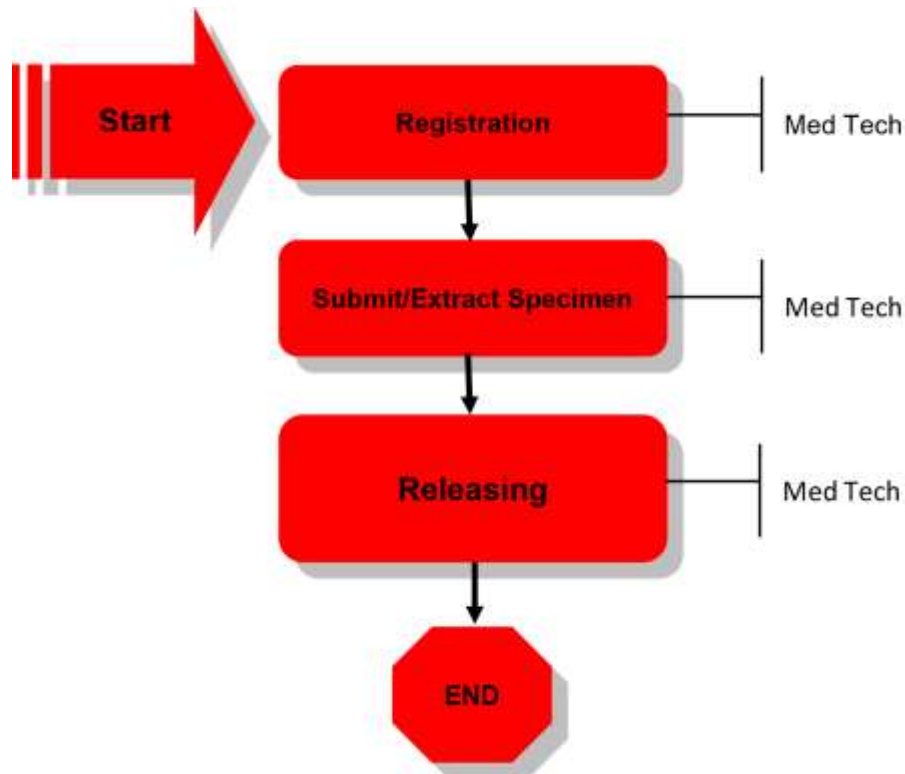 Start
Registration
Med Tech
Submit/Extract Specimen
Med Tech
Releasing
Med Tech
END